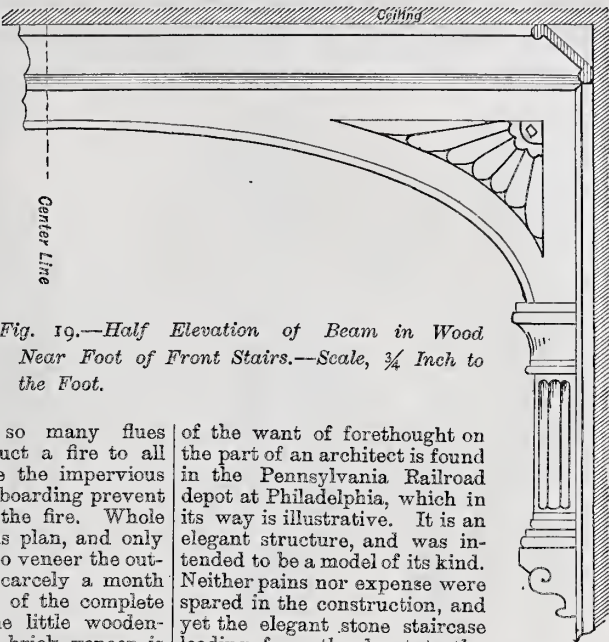 Ceiling
Center Line
Fig. 19.—Half Elevation of Beam in Wood
Near Foot of Front Stairs.—Scale, ¾ Inch to
the Foot.
so many flues
uct a fire to all
e the impervious
boarding prevent
the fire. Whole
is plan, and only
o veneer the out-
carcely a month
of the complete
e little wooden-
brick veneer is
of the want of forethought on
the part of an architect is found
in the Pennsylvania Railroad
depot at Philadelphia, which in
its way is illustrative. It is an
elegant structure, and was in-
tended to be a model of its kind.
Neither pains nor expense were
spared in the construction, and
yet the elegant stone staircase